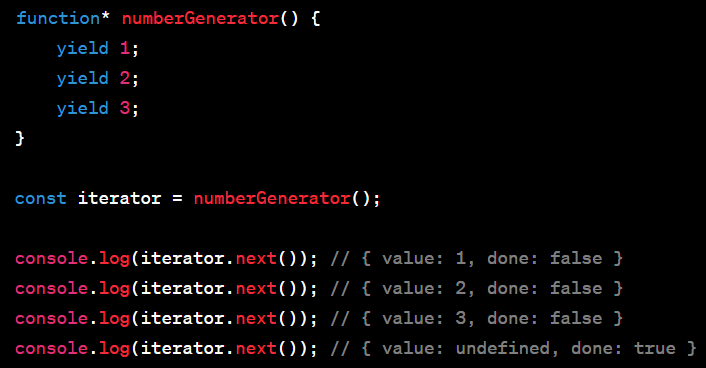 function* numberGenerator() {
    yield 1;
    yield 2;
    yield 3;
}

const iterator = numberGenerator();

console.log(iterator.next()); // { value: 1, done: false }
console.log(iterator.next()); // { value: 2, done: false }
console.log(iterator.next()); // { value: 3, done: false }
console.log(iterator.next()); // { value: undefined, done: true }